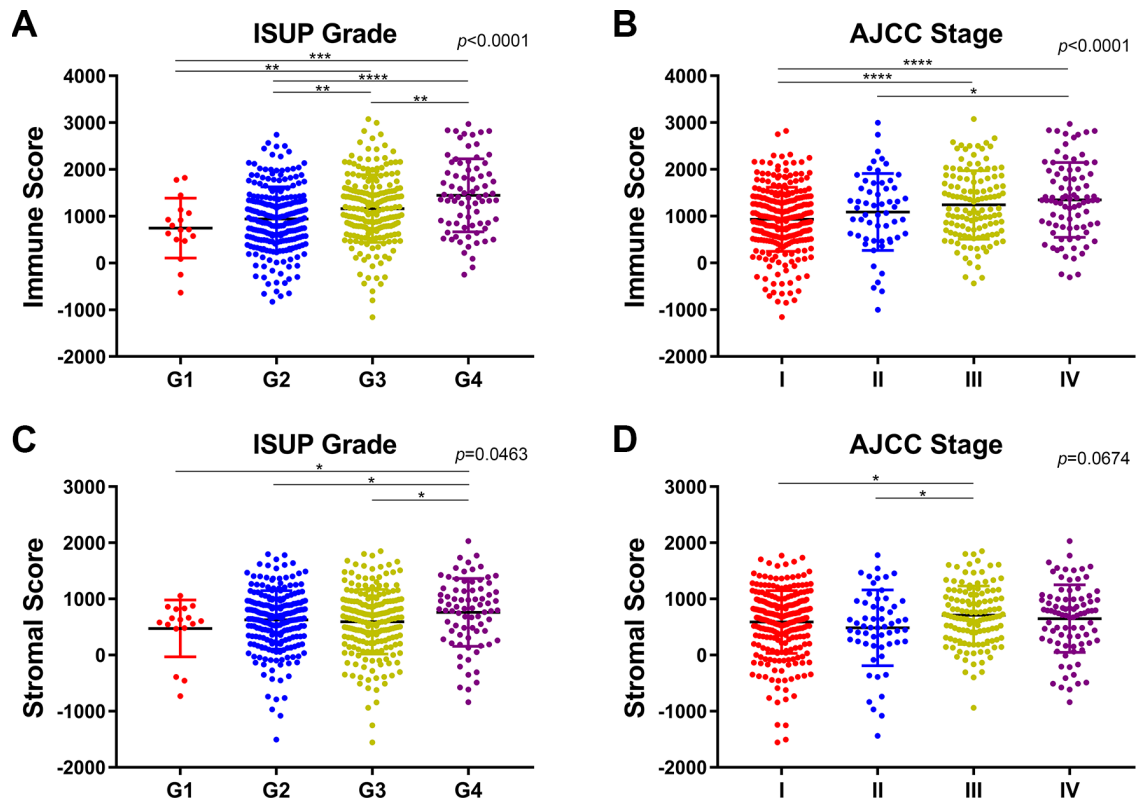 A
ISUP Grade
p<0.0001
***
**
****
**
**
Immune Score
4000
3000
2000
1000
0
-1000
-2000
G1
G2
G3
G4
B
AJCC Stage
p<0.0001
****
****
*
Immune Score
4000
3000
2000
1000
0
-1000
-2000
I
II
III
IV
C
ISUP Grade
p=0.0463
*
*
*
Stromal Score
3000
2000
1000
0
-1000
-2000
G1
G2
G3
G4
D
AJCC Stage
p=0.0674
*
*
Stromal Score
3000
2000
1000
0
-1000
-2000
I
II
III
IV